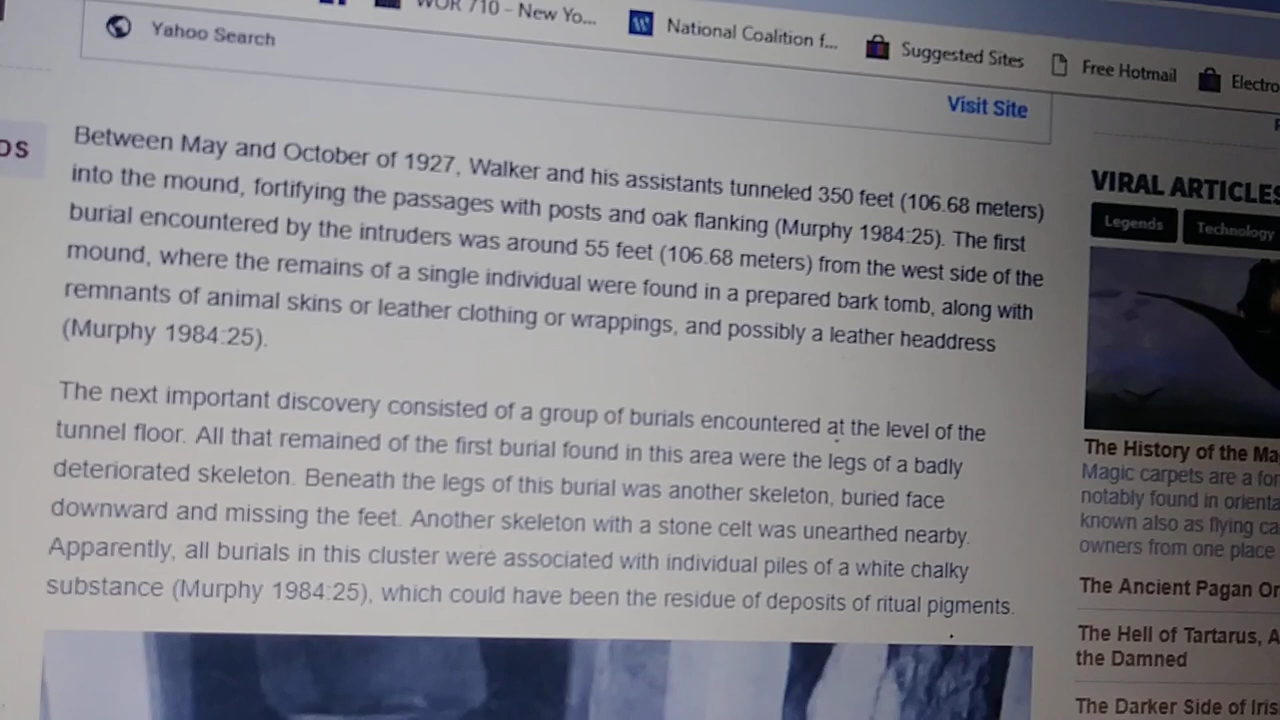 WOR 710 - New Yo...
National Coalition f...
Suggested Sites
Free Hotmail
Electro
Yahoo Search
Visit Site
DS
Between May and October of 1927, Walker and his assistants tunneled 350 feet (106.68 meters)
into the mound, fortifying the passages with posts and oak flanking (Murphy 1984:25). The first
burial encountered by the intruders was around 55 feet (106.68 meters) from the west side of the
mound, where the remains of a single individual were found in a prepared bark tomb, along with
remnants of animal skins or leather clothing or wrappings, and possibly a leather headdress
(Murphy 1984:25).
The next important discovery consisted of a group of burials encountered at the level of the
tunnel floor. All that remained of the first burial found in this area were the legs of a badly
deteriorated skeleton. Beneath the legs of this burial was another skeleton, buried face
downward and missing the feet. Another skeleton with a stone celt was unearthed nearby.
Apparently, all burials in this cluster were associated with individual piles of a white chalky
substance (Murphy 1984:25), which could have been the residue of deposits of ritual pigments.
VIRAL ARTICLES
Legends
Technology
The History of the Ma
Magic carpets are a for
notably found in orienta
known also as flying ca
owners from one place
The Ancient Pagan Or
The Hell of Tartarus, A
the Damned
The Darker Side of Iris